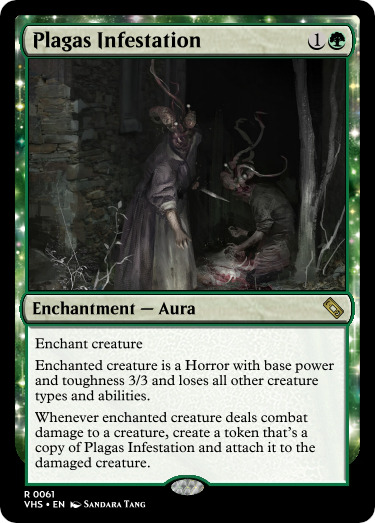 Plagas Infestation 1
Enchantment — Aura
Enchant creature
Enchanted creature is a Horror with base power
and toughness 3/3 and loses all other creature
types and abilities.
Whenever enchanted creature deals combat
damage to a creature, create a token that's a
copy of Plagas Infestation and attach it to the
damaged creature.
R 0061
VHS • EN Sandara Tang